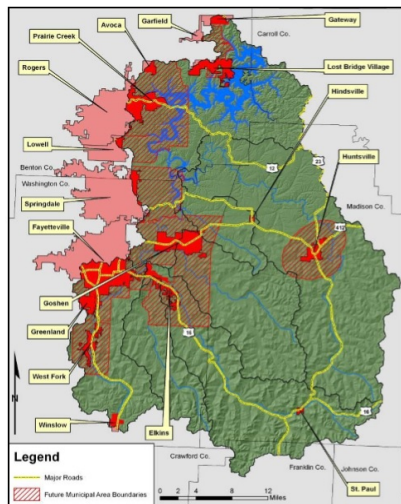 Garfield
Gateway
Avoca
Carroll Co.
Prairie Creek
Lost Bridge Village
Rogers
Hindsville
Lowell
Benton Co.
12
23
Huntsville
Washington Co.
Springdale
Madison Co.
412
Fayetteville
Goshen
Greenland
16
West Fork
N
Winslow
16
Elkins
Crawford Co.
Franklin Co.
Johnson Co.
St. Paul
Legend
Major Roads
Future Municipal Area Boundaries
0 2 4 8 12
Miles